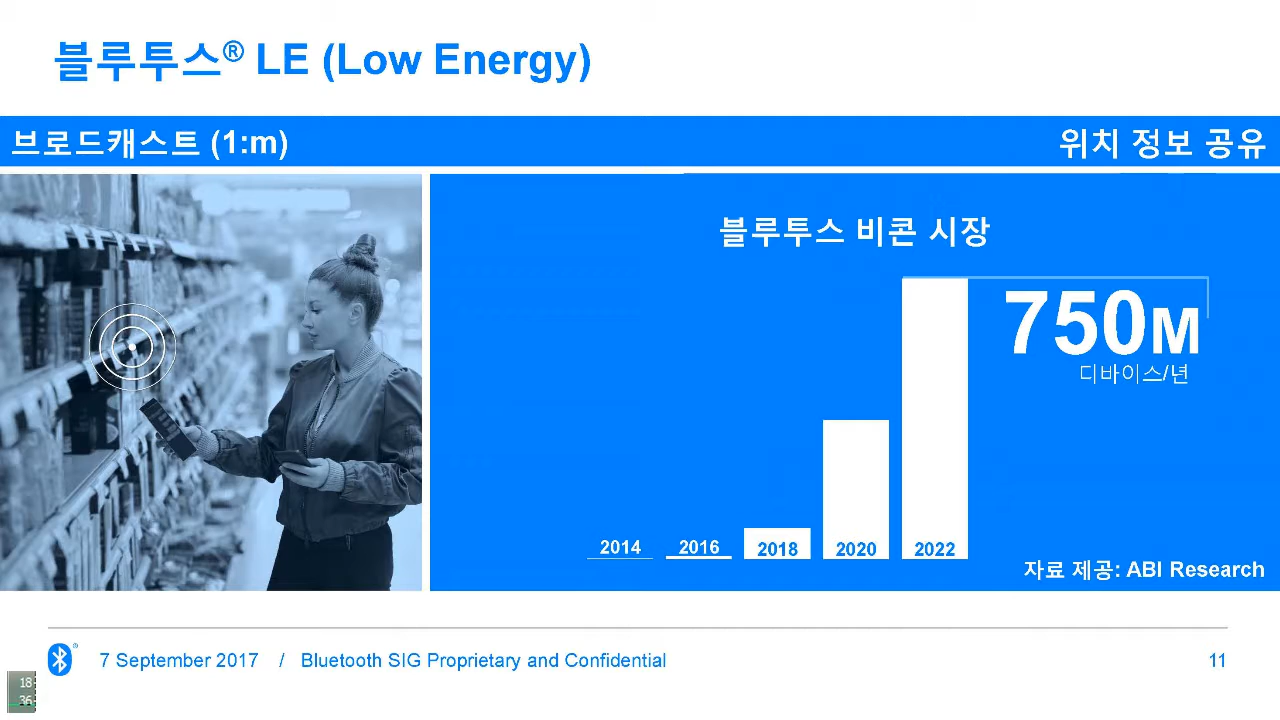 블루투스® LE (Low Energy)
브로드캐스트 (1:m)
위치 정보 공유
블루투스 비콘 시장
750M
디바이스/년
2014 2016 2018 2020 2022
자료 제공: ABI Research
7 September 2017 / Bluetooth SIG Proprietary and Confidential
11
18
36